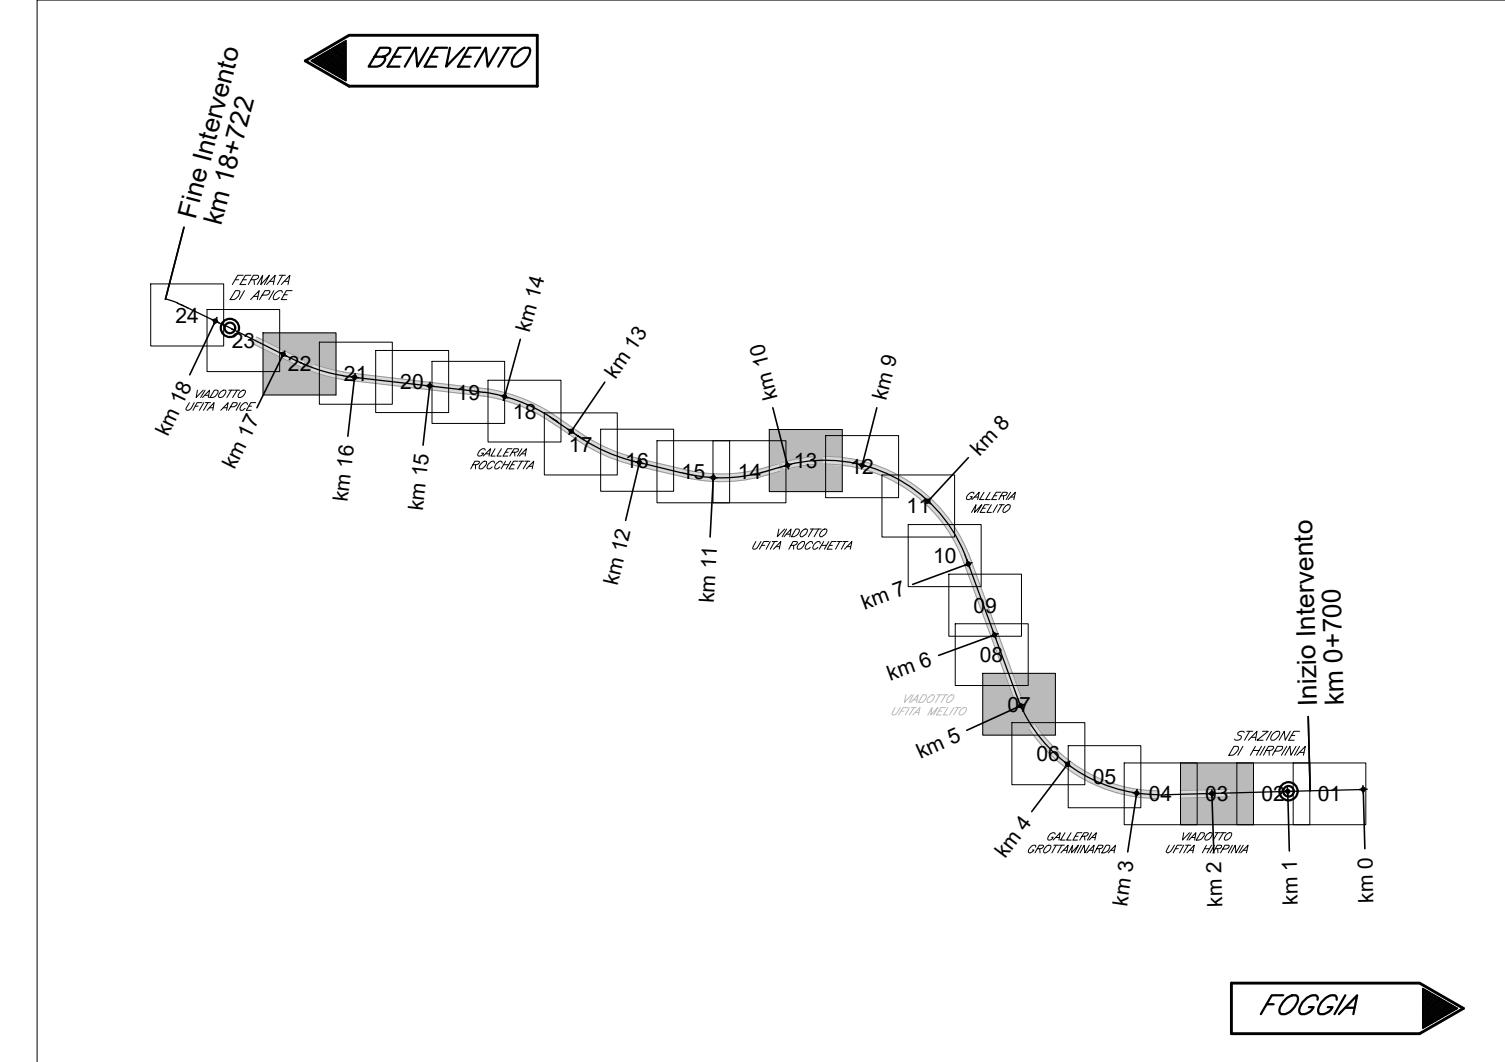 BENEVENTO
Fine Intervento
km 18+722
FERMATA
DI APICE
24
23
22
21
20
19
18
17
16
15
14
13
12
11
10
09
08
07
06
05
04
03
02
01
km 18
VIADOTTO
UFITA APICE
km 17
km 16
km 15
km 14
GALLERIA
ROCCHETTA
km 13
km 12
km 11
km 10
VIADOTTO
UFITA ROCCHETTA
km 9
km 8
GALLERIA
MELITO
km 7
km 6
VIADOTTO
UFITA MELITO
km 5
km 4
GALLERIA
GROTTAMINARDA
km 3
VIADOTTO
UFITA HIRPINIA
km 2
STAZIONE
DI HIRPINIA
Inizio Intervento
km 0+700
km 1
km 0
FOGGIA